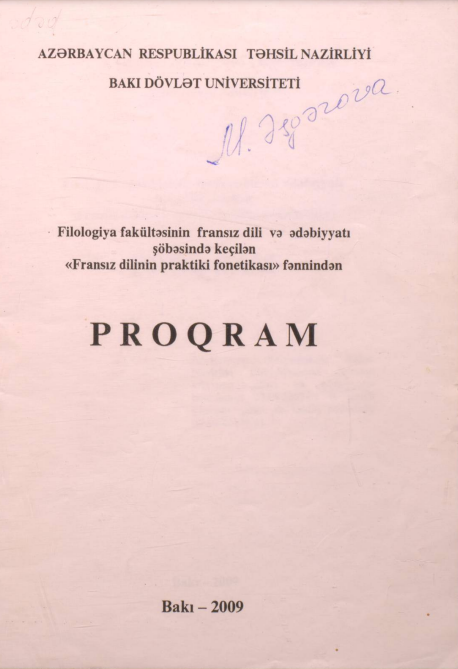 AZƏRBAYCAN RESPUBLİKASI TƏHSİL NAZİRLİYİ
BAKI DÖVLƏT UNİVERSİTETİ
M. Əsgərova
Filologiya fakültəsinin fransız dili və ədəbiyyatı
şöbəsində keçilən
«Fransız dilinin praktiki fonetikası» fənnindən
PROQRAM
Bakı – 2009